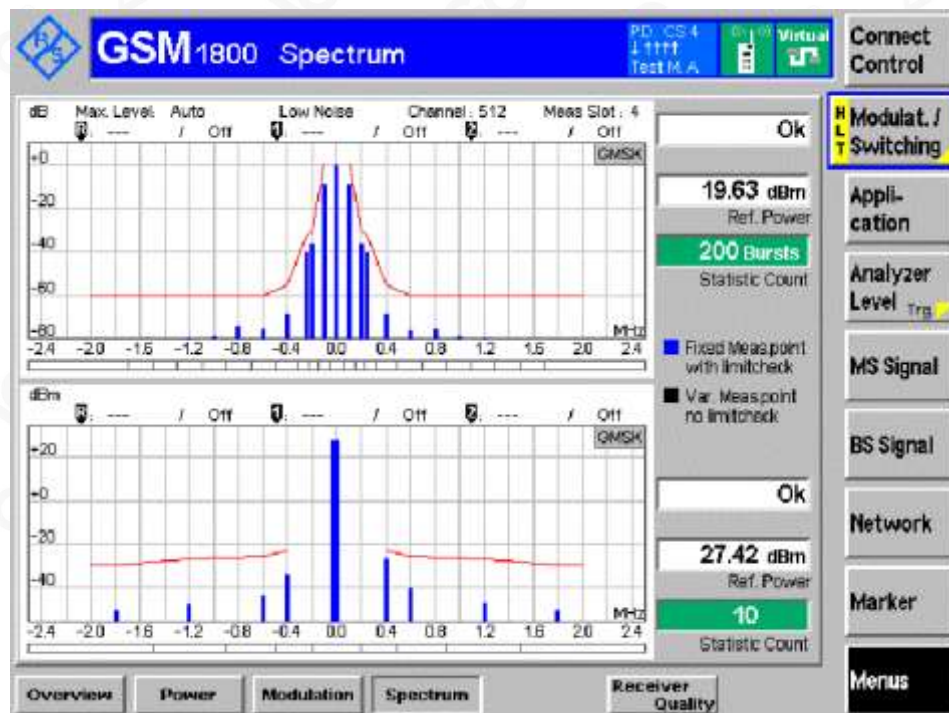 GSM 1800 Spectrum
PD: CS 4
Test M. A.
Virtual
Connect Control
dB Max. Level: Auto Low Noise Channel: 512 Meas Slot: 4
R: --- / Off 1: --- / Off 2: --- / Off
GMSK
+0
-20
-40
-60
-80
MHz
-2.4 -2.0 -1.6 -1.2 -0.8 -0.4 0.0 0.4 0.8 1.2 1.6 2.0 2.4
Ok
19.63 dBm
Ref. Power
200 Bursts
Statistic Count
Fixed Meas.point
with limitcheck
Var. Meas.point
no limitcheck
dBm
R: --- / Off 1: --- / Off 2: --- / Off
GMSK
+20
+0
-20
-40
MHz
-2.4 -2.0 -1.6 -1.2 -0.8 -0.4 0.0 0.4 0.8 1.2 1.6 2.0 2.4
Ok
27.42 dBm
Ref. Power
10
Statistic Count
HLT
Modulat. /
Switching
Appli-
cation
Analyzer
Level Trg
MS Signal
BS Signal
Network
Marker
Menus
Overview
Power
Modulation
Spectrum
Receiver
Quality